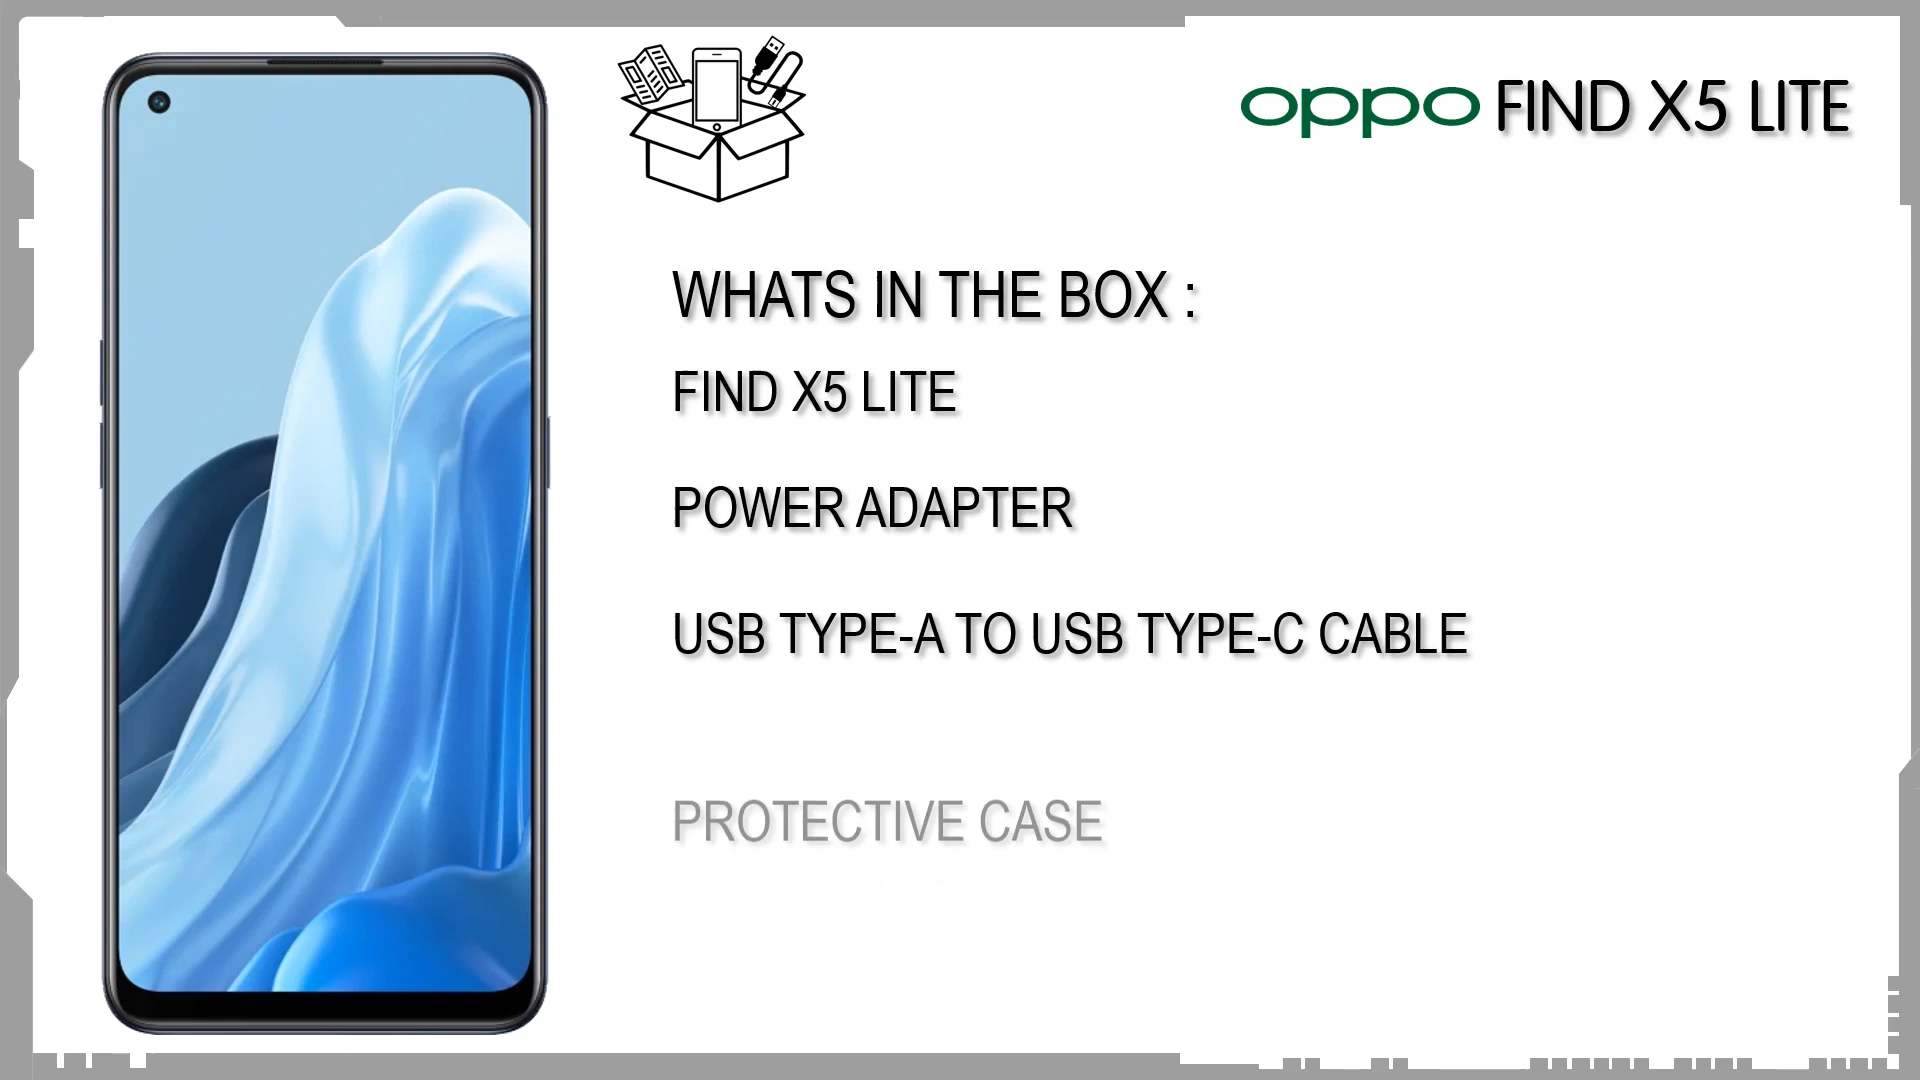 oppo FIND X5 LITE
WHATS IN THE BOX :
FIND X5 LITE
POWER ADAPTER
USB TYPE-A TO USB TYPE-C CABLE
PROTECTIVE CASE